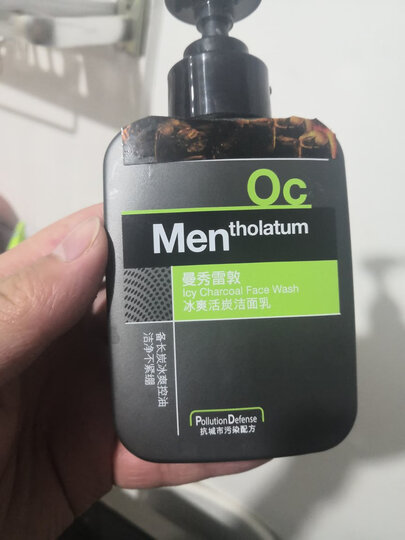 Oc
Mentholatum
曼秀雷敦
Icy Charcoal Face Wash
冰爽活炭洁面乳
备长炭冰爽控油
洁净不紧绷
PollutionDefense
抗城市污染配方